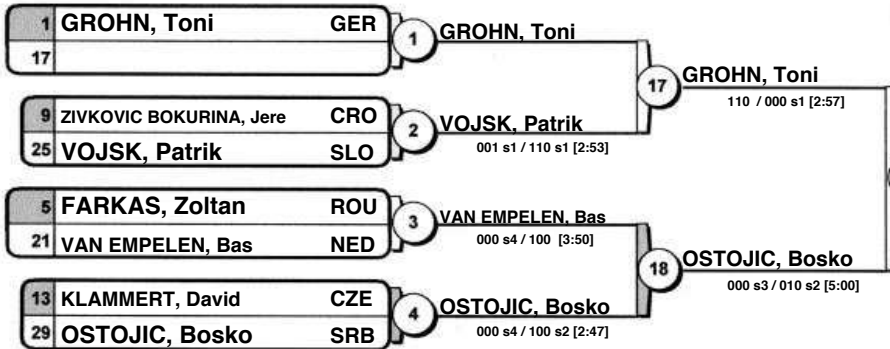 1 GROHN, Toni GER
17
1 GROHN, Toni
9 ZIVKOVIC BOKURINA, Jere CRO
25 VOJSK, Patrik SLO
2 VOJSK, Patrik
001 s1 / 110 s1 [2:53]
17 GROHN, Toni
110 / 000 s1 [2:57]
5 FARKAS, Zoltan ROU
21 VAN EMPELEN, Bas NED
3 VAN EMPELEN, Bas
000 s4 / 100 [3:50]
13 KLAMMERT, David CZE
29 OSTOJIC, Bosko SRB
4 OSTOJIC, Bosko
000 s4 / 100 s2 [2:47]
18 OSTOJIC, Bosko
000 s3 / 010 s2 [5:00]